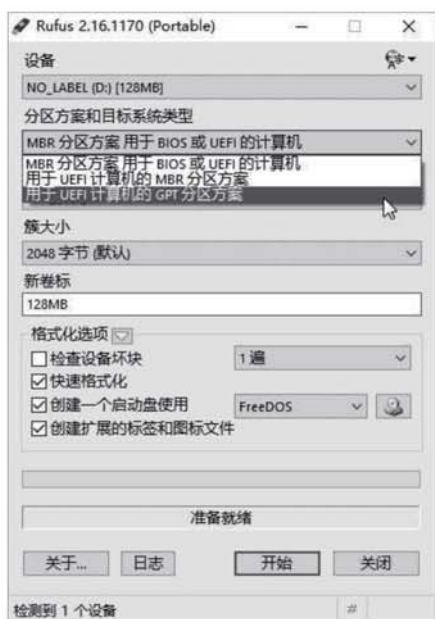 Rufus 2.16.1170 (Portable)
设备
NO_LABEL (D:) [128MB]
分区方案和目标系统类型
MBR 分区方案 用于 BIOS 或 UEFI 的计算机
MBR 分区方案 用于 BIOS 或 UEFI 的计算机
用于 UEFI 计算机的 MBR 分区方案
用于 UEFI 计算机的 GPT 分区方案
簇大小
2048 字节 (默认)
新卷标
128MB
格式化选项
检查设备坏块 1 遍
快速格式化
创建一个启动盘使用 FreeDOS
创建扩展的标签和图标文件
准备就绪
关于... 日志 开始 关闭
检测到 1 个设备 #